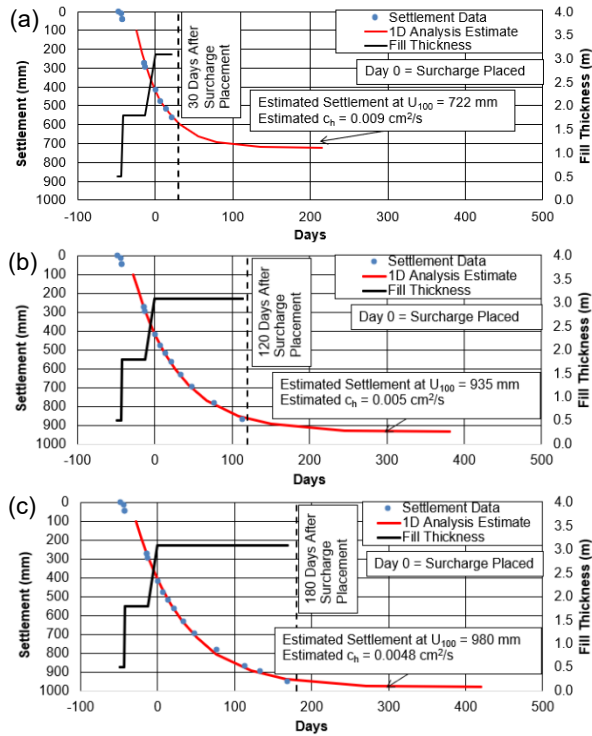 (a)
Settlement (mm)
0
100
200
300
400
500
600
700
800
900
1000
Settlement Data
1D Analysis Estimate
Fill Thickness
Day 0 = Surcharge Placed
30 Days After
Surcharge
Placement
Estimated Settlement at U100 = 722 mm
Estimated ch = 0.009 cm²/s
4.0
3.5
3.0
2.5
2.0
1.5
1.0
0.5
0.0
Fill Thickness (m)
-100 0 100 200 300 400 500
Days
(b)
Settlement (mm)
0
100
200
300
400
500
600
700
800
900
1000
Settlement Data
1D Analysis Estimate
Fill Thickness
Day 0 = Surcharge Placed
120 Days After
Surcharge
Placement
Estimated Settlement at U100 = 935 mm
Estimated ch = 0.005 cm²/s
4.0
3.5
3.0
2.5
2.0
1.5
1.0
0.5
0.0
Fill Thickness (m)
-100 0 100 200 300 400 500
Days
(c)
Settlement (mm)
0
100
200
300
400
500
600
700
800
900
1000
Settlement Data
1D Analysis Estimate
Fill Thickness
Day 0 = Surcharge Placed
180 Days After
Surcharge
Placement
Estimated Settlement at U100 = 980 mm
Estimated ch = 0.0048 cm²/s
4.0
3.5
3.0
2.5
2.0
1.5
1.0
0.5
0.0
Fill Thickness (m)
-100 0 100 200 300 400 500
Days